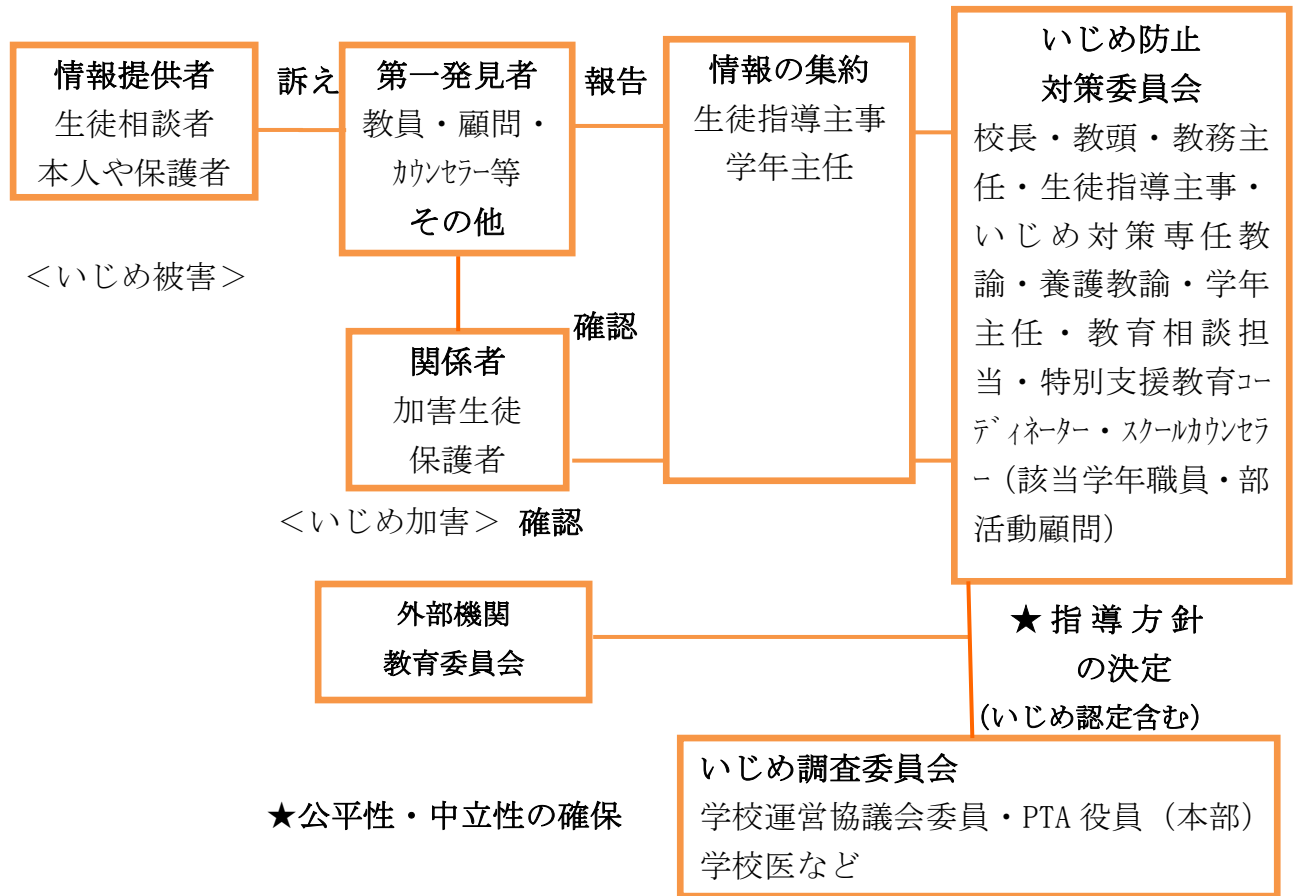 情報提供者
生徒相談者
本人や保護者
<いじめ被害>
訴え
第一発見者
教員・顧問・
ｶｳﾝｾﾗｰ等
その他
報告
関係者
加害生徒
保護者
<いじめ加害> 確認
確認
情報の集約
生徒指導主事
学年主任
いじめ防止
対策委員会
校長・教頭・教務主
任・生徒指導主事・
いじめ対策専任教
諭・養護教諭・学年
主任・教育相談担
当・特別支援教育ｺｰ
ﾃﾞｨﾈｰﾀｰ・ｽｸｰﾙｶｳﾝｾﾗ
ｰ（該当学年職員・部
活動顧問）
外部機関
教育委員会
★指導方針
の決定
(いじめ認定含む)
★公平性・中立性の確保
いじめ調査委員会
学校運営協議会委員・PTA 役員（本部）
学校医など